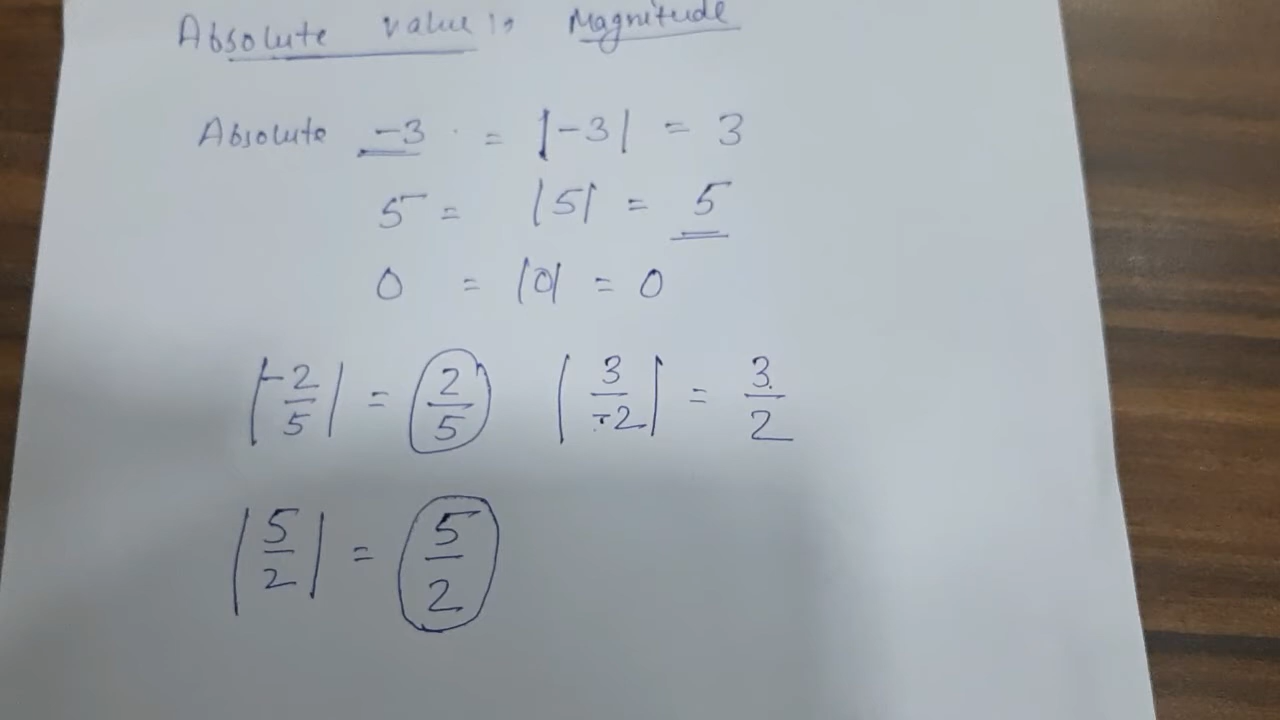 Absolute value is Magnitude
Absolute -3 = |-3| = 3
5 = |5| = 5
0 = |0| = 0
|-2/5| = 2/5 |3/-2| = 3/2
|5/2| = 5/2